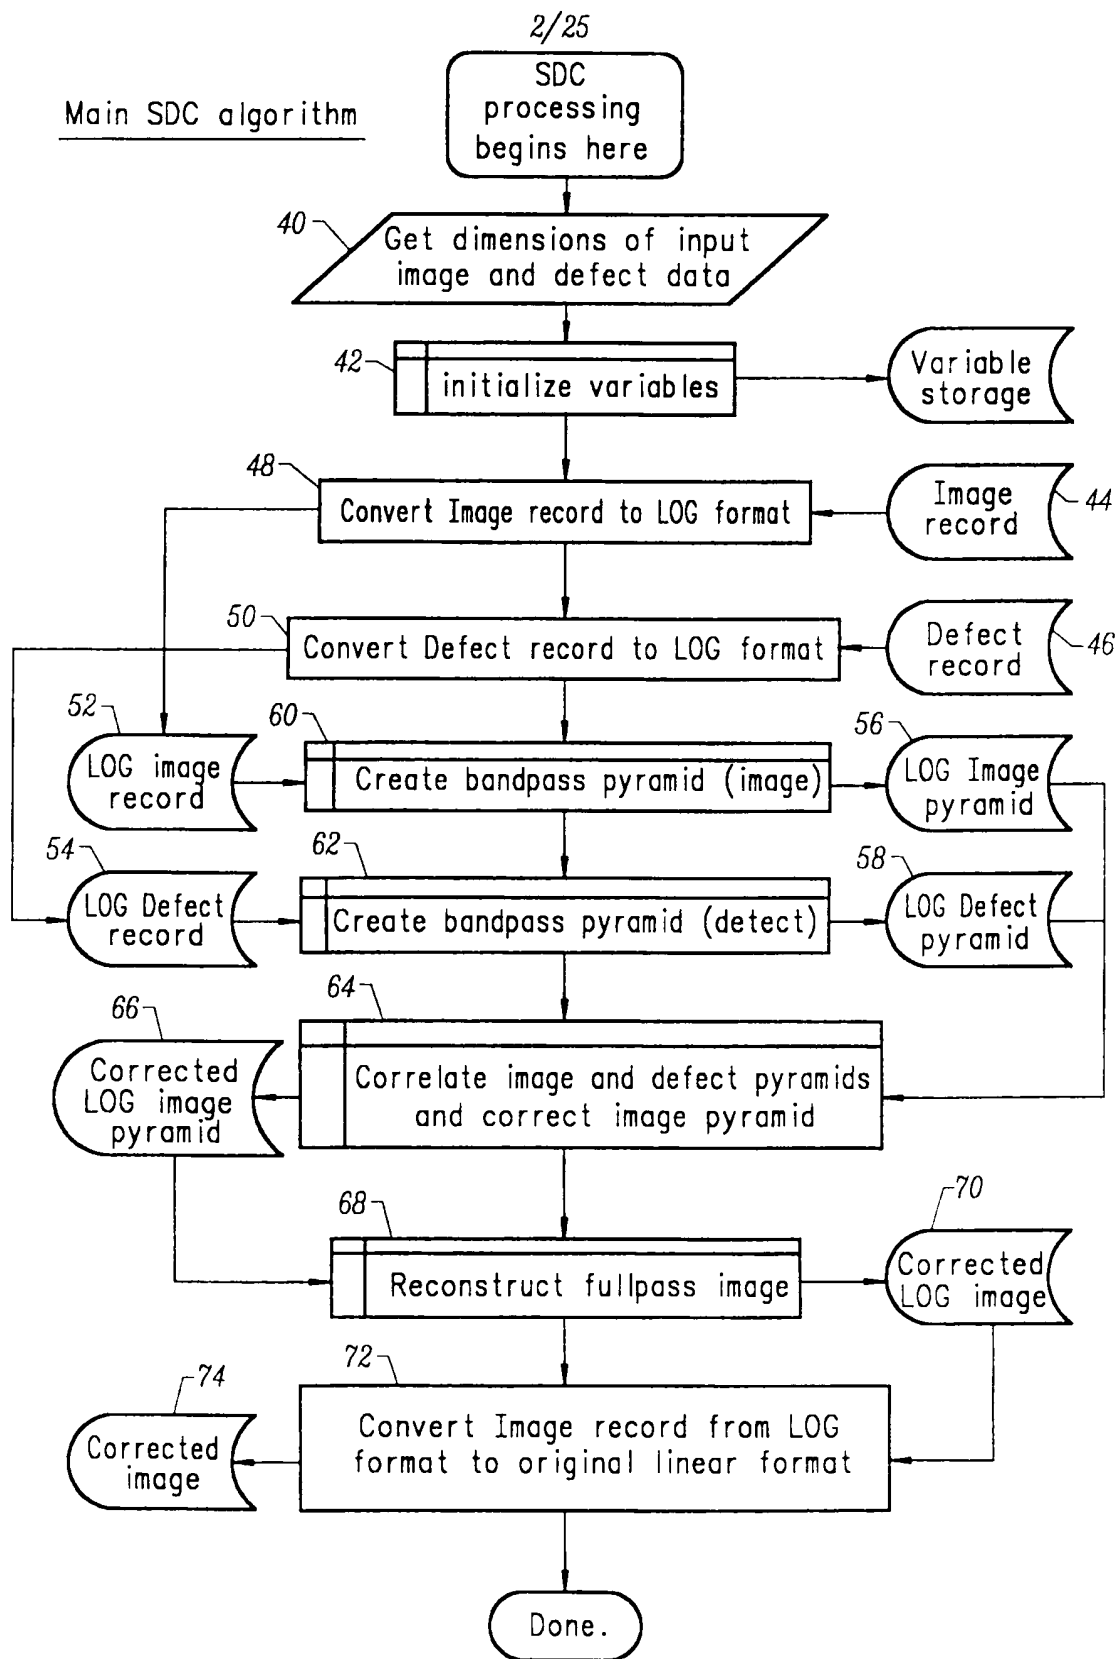 2/25
Main SDC algorithm
SDC
processing
begins here
40
Get dimensions of input
image and defect data
42
initialize variables
Variable
storage
48
Convert Image record to LOG format
Image
record
44
50
Convert Defect record to LOG format
Defect
record
46
52
LOG image
record
60
Create bandpass pyramid (image)
56
LOG Image
pyramid
54
LOG Defect
record
62
Create bandpass pyramid (detect)
58
LOG Defect
pyramid
64
Correlate image and defect pyramids
and correct image pyramid
66
Corrected
LOG image
pyramid
68
Reconstruct fullpass image
70
Corrected
LOG image
72
Convert Image record from LOG
format to original linear format
74
Corrected
image
Done.